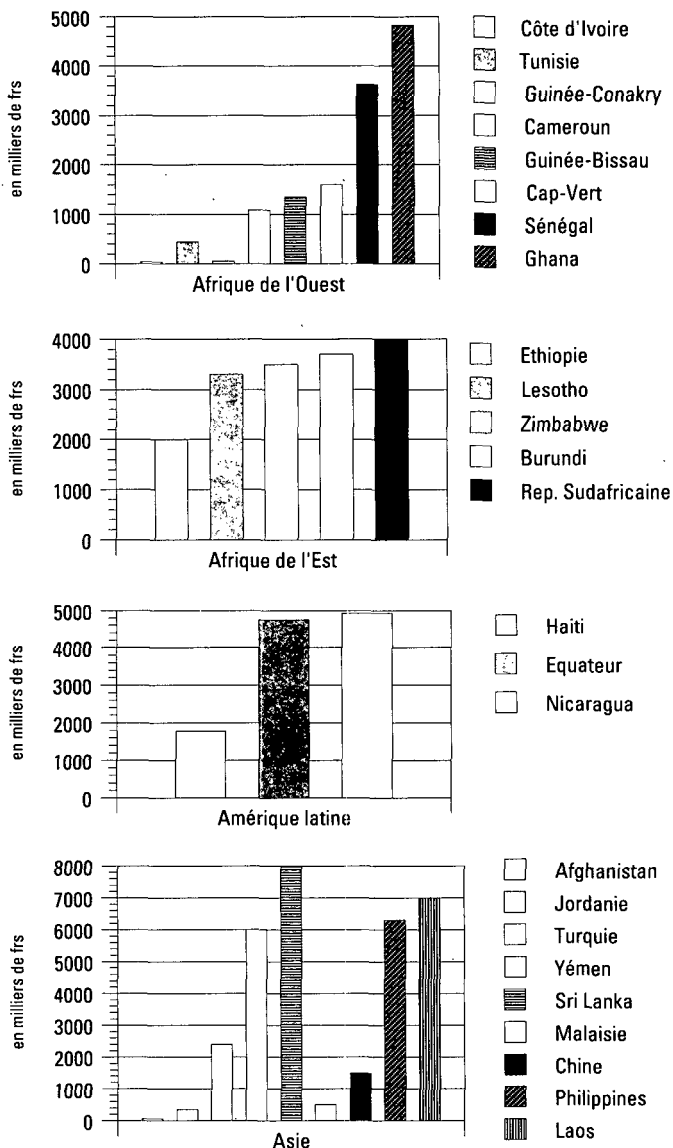 en milliers de frs
5000
4000
3000
2000
1000
0
Afrique de l'Ouest
Côte d'Ivoire
Tunisie
Guinée-Conakry
Cameroun
Guinée-Bissau
Cap-Vert
Sénégal
Ghana
en milliers de frs
4000
3000
2000
1000
0
Afrique de l'Est
Ethiopie
Lesotho
Zimbabwe
Burundi
Rep. Sudafricaine
en milliers de frs
5000
4000
3000
2000
1000
0
Amérique latine
Haiti
Equateur
Nicaragua
en milliers de frs
8000
7000
6000
5000
4000
3000
2000
1000
0
Asie
Afghanistan
Jordanie
Turquie
Yémen
Sri Lanka
Malaisie
Chine
Philippines
Laos